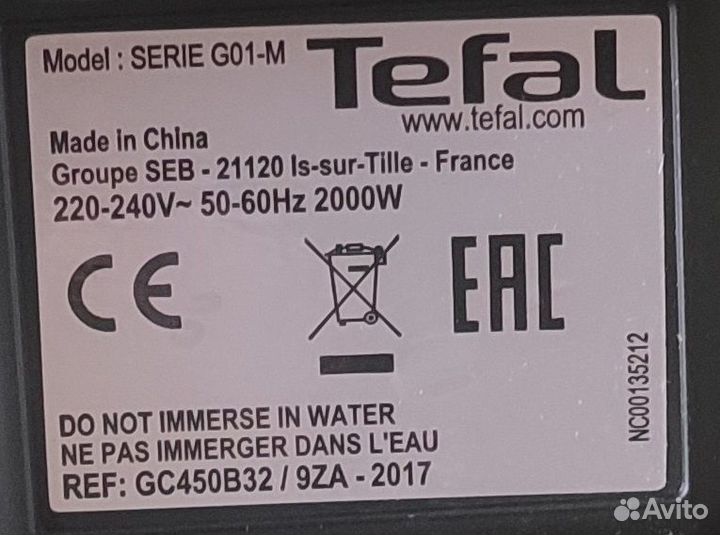 Model : SERIE G01-M
Tefal
www.tefal.com
Made in China
Groupe SEB - 21120 Is-sur-Tille - France
220-240V~ 50-60Hz 2000W
CE
EAC
NC00135212
DO NOT IMMERSE IN WATER
NE PAS IMMERGER DANS L'EAU
REF: GC450B32 / 9ZA - 2017
Avito